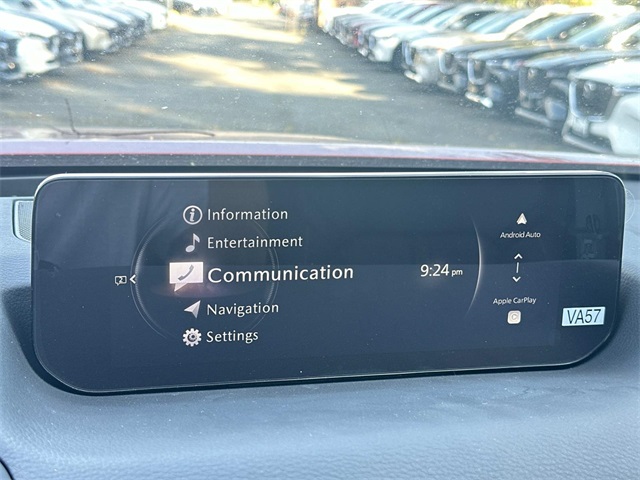 Information
Entertainment
Communication
9:24 pm
Navigation
Settings
Android Auto
Apple CarPlay
VA57